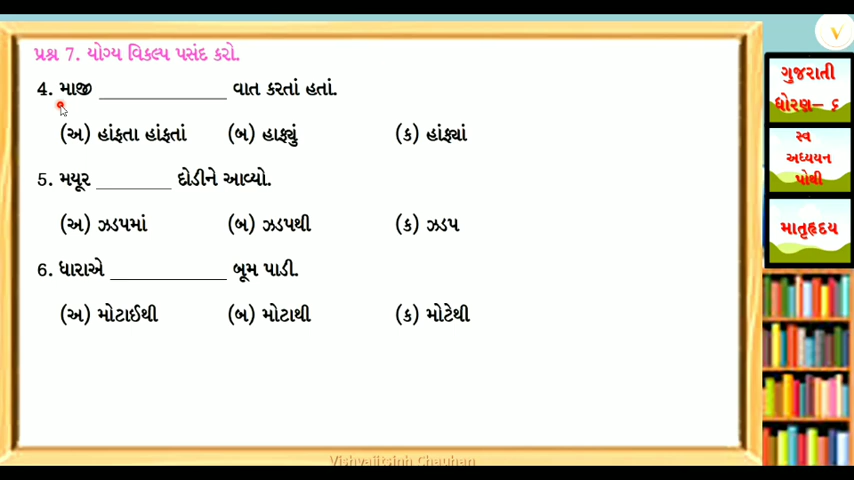 પ્રશ્ન 7. યોગ્ય વિકલ્પ પસંદ કરો.
4. માજી ______________ વાત કરતાં હતાં.
(અ) હાંફતા હાંફતાં (બ) હાફ્યું (ક) હાંફ્યાં
5. મયૂર ________ દોડીને આવ્યો.
(અ) ઝડપમાં (બ) ઝડપથી (ક) ઝડપ
6. ધારાએ _____________ બૂમ પાડી.
(અ) મોટાઈથી (બ) મોટાથી (ક) મોટેથી
V
ગુજરાતી
ધોરણ– ૬
સ્વ
અધ્યયન
પોથી
માતૃહૃદય
Vishvajitsinh Chauhan